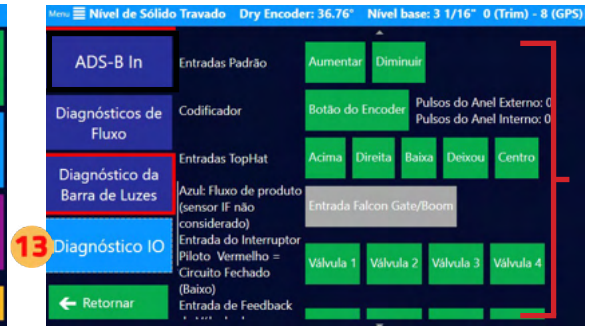 Menu Nível de Sólido Travado Dry Encoder: 36.76° Nível base: 3 1/16" 0 (Trim) - 8 (GPS)
ADS-B In
Diagnósticos de
Fluxo
Diagnóstico da
Barra de Luzes
13
Diagnóstico IO
Retornar
Entradas Padrão
Aumentar Diminuir
Codificador
Botão do Encoder
Pulsos do Anel Externo: 0
Pulsos do Anel Interno: 0
Entradas TopHat
Acima Direita Baixa Deixou Centro
Azul: Fluxo de produto
(sensor IF não
considerado)
Entrada Falcon Gate/Boom
Entrada do Interruptor
Piloto Vermelho =
Circuito Fechado
(Baixo)
Válvula 1 Válvula 2 Válvula 3 Válvula 4
Entrada de Feedback